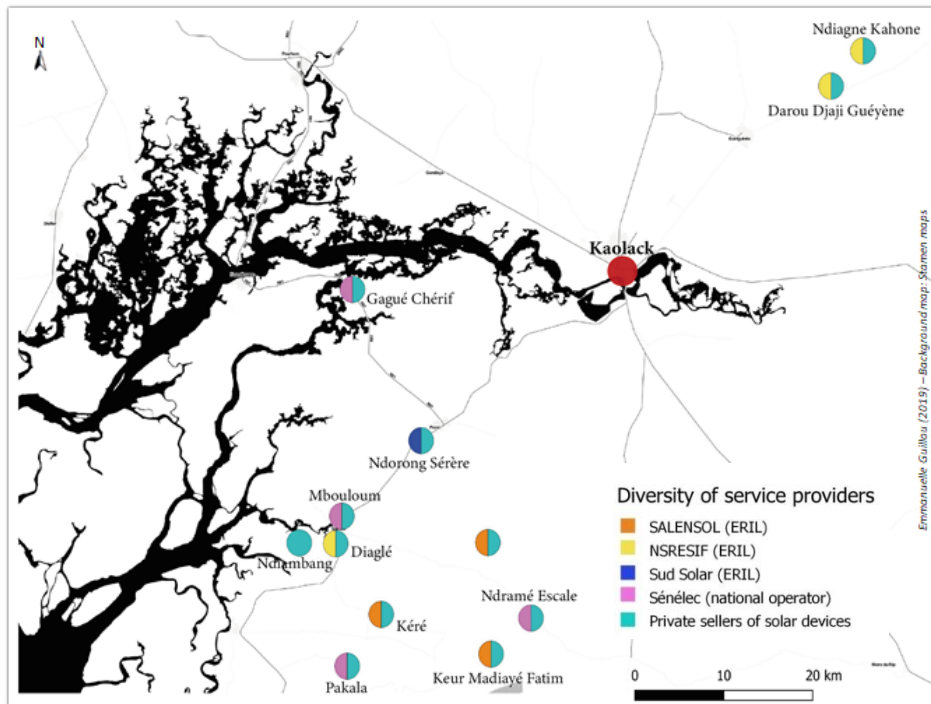 N
Ndiagne Kahone
Darou Djaji Guéyène
Kaolack
Gagué Chérif
Ndorong Sérère
Mbouloum
Ndiambang
Diaglé
Ndramé Escale
Kéré
Keur Madiayé Fatim
Pakala
Diversity of service providers
SALENSOL (ERIL)
NSRESIF (ERIL)
Sud Solar (ERIL)
Sénélec (national operator)
Private sellers of solar devices
0 10 20 km
Emmanuelle Guillou (2019) – Background map: Stamen maps